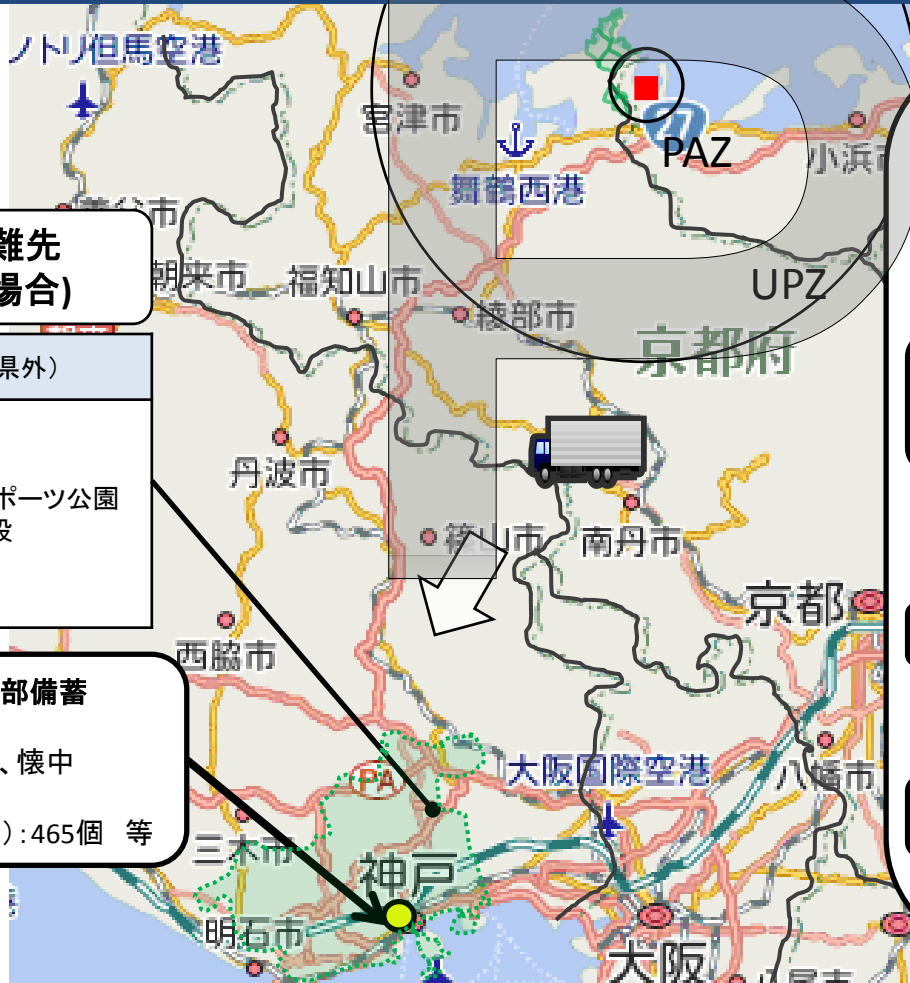 ノトリ但馬空港
宮津市
舞鶴西港
PAZ
小浜市
養父市
難先
場合)
朝来市
福知山市
綾部市
UPZ
京都府
県外）
ポーツ公園
設
丹波市
篠山市
南丹市
京都
西脇市
部備蓄
、懐中
）:465個　等
PA
大阪国際空港
八幡市
三木市
神戸
明石市
大阪
八尾市